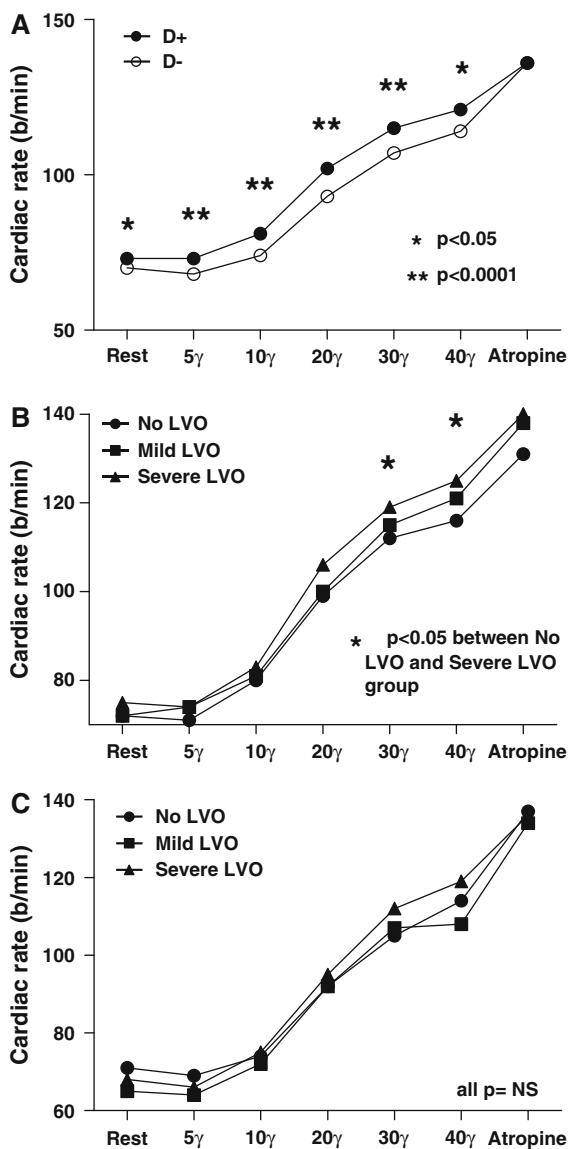 A
150
D+
D-
Cardiac rate (b/min)
* ** ** ** ** *
100
* p<0.05
** p<0.0001
50
Rest 5γ 10γ 20γ 30γ 40γ Atropine
B
140
No LVO
Mild LVO
Severe LVO
* *
120
Cardiac rate (b/min)
100
* p<0.05 between No
LVO and Severe LVO
group
80
Rest 5γ 10γ 20γ 30γ 40γ Atropine
C
140
No LVO
Mild LVO
Severe LVO
120
Cardiac rate (b/min)
100
80
all p= NS
60
Rest 5γ 10γ 20γ 30γ 40γ Atropine